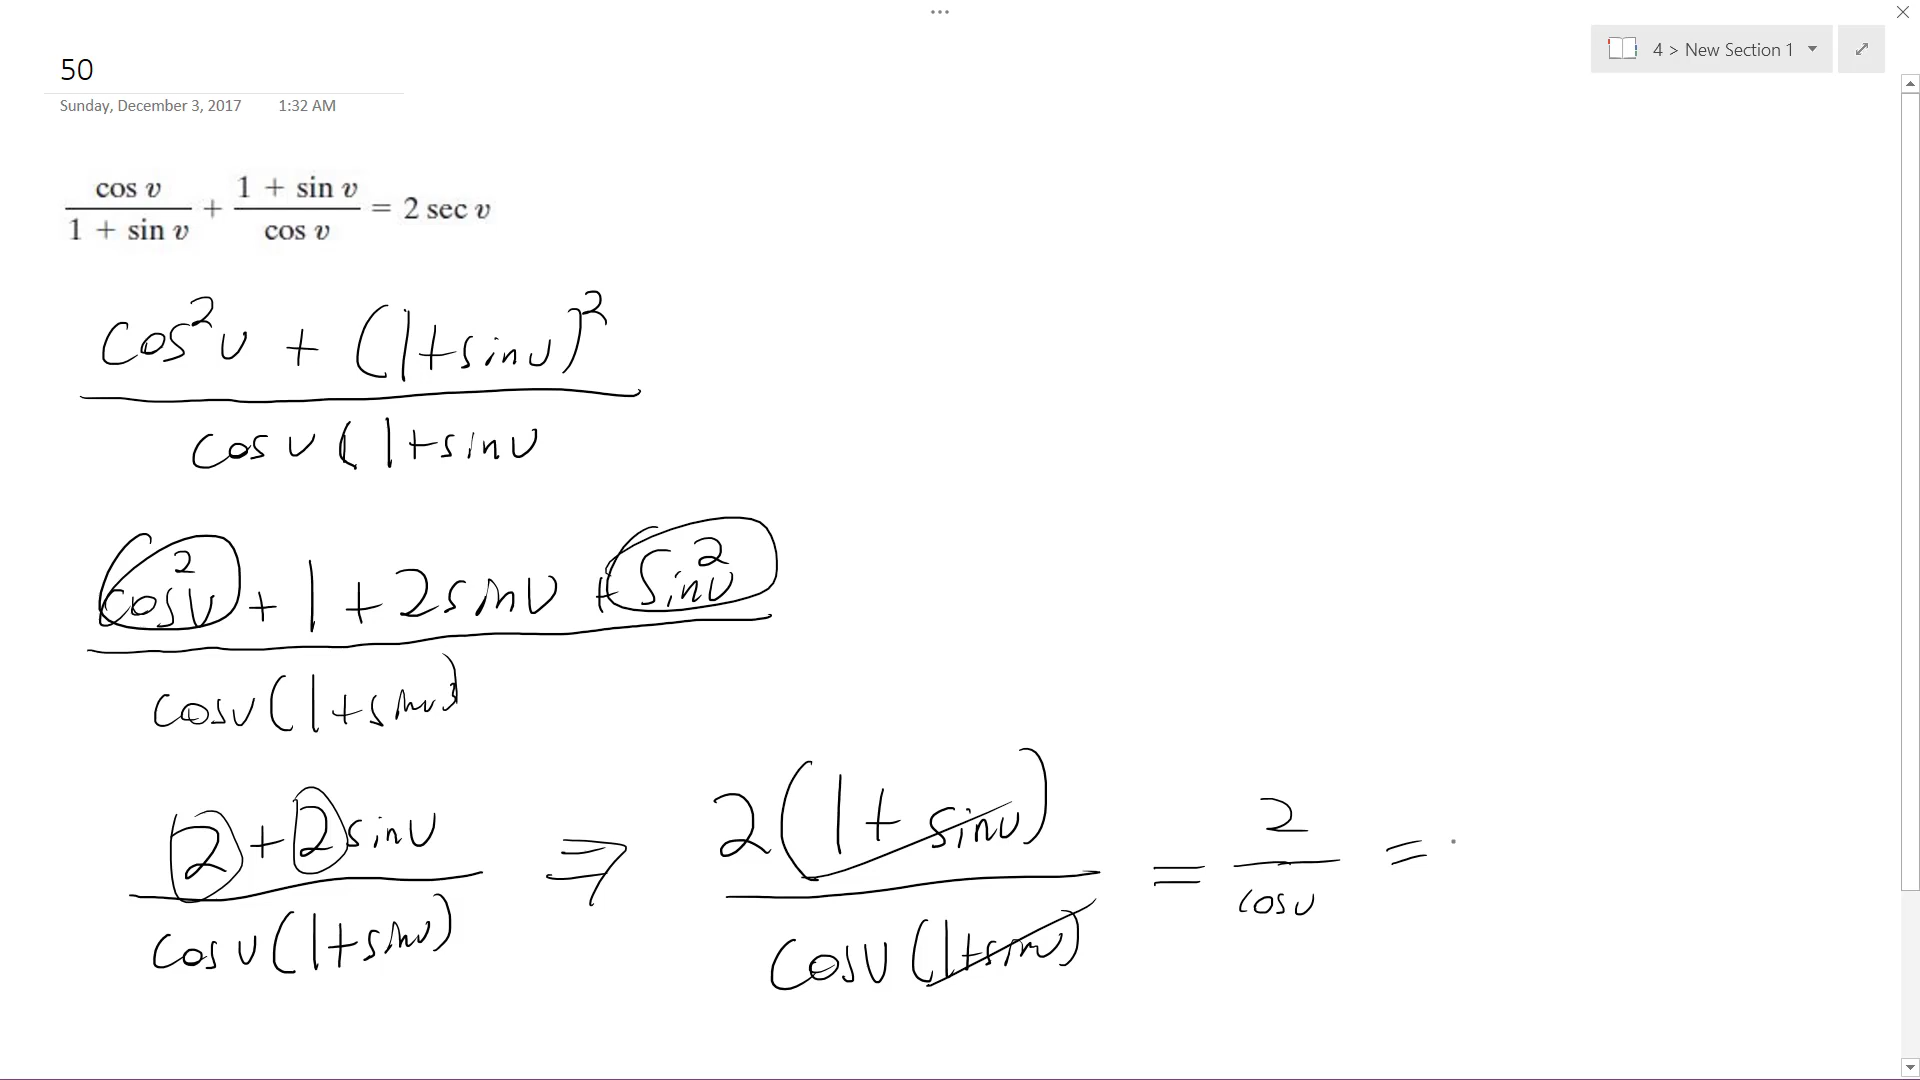 4 > New Section 1
50
Sunday, December 3, 2017 1:32 AM
cos v / (1 + sin v) + (1 + sin v) / cos v = 2 sec v
cos²v + (1+sinv)²
cosv(1+sinv
cos²v + 1 + 2sinv + sin²v
cosv(1+sinv)
2+2sinv ⇒ 2(1+sinv) = 2 =
cosv(1+sinv) cosv(1+sinv) cosv